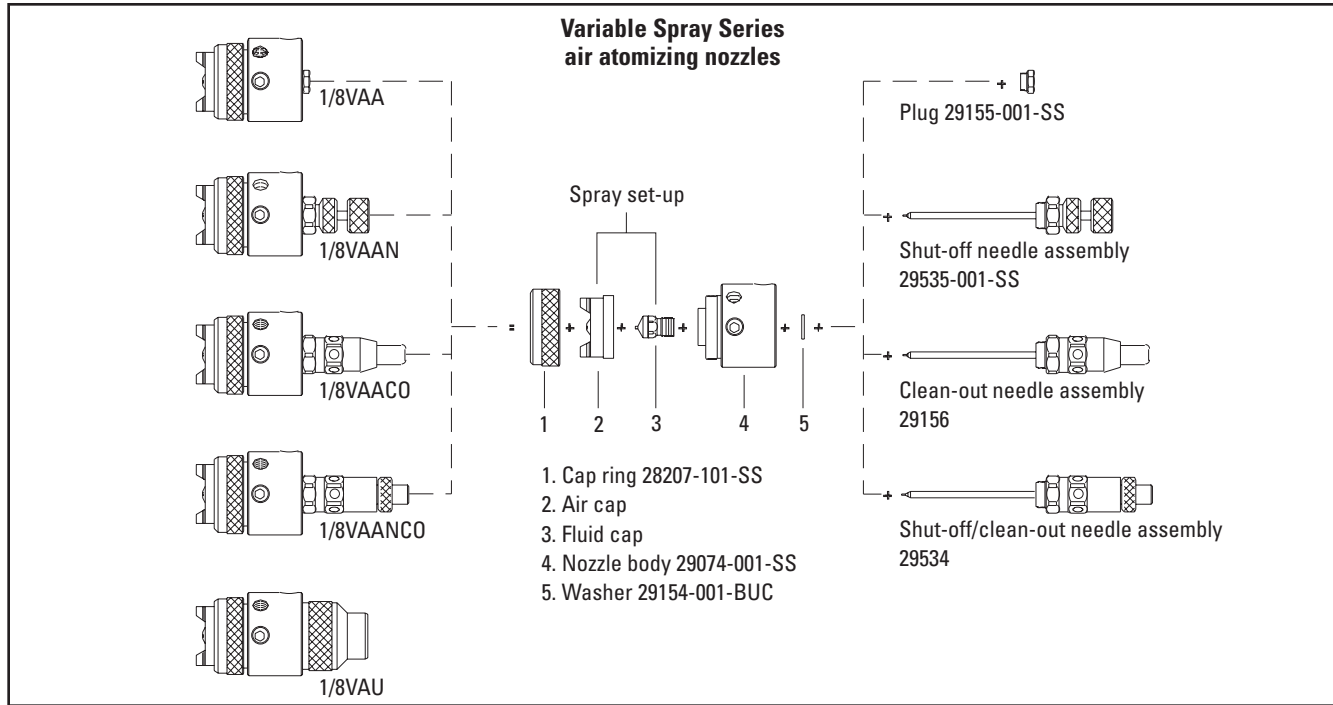 Variable Spray Series
air atomizing nozzles
1/8VAA
1/8VAAN
1/8VAACO
1/8VAANCO
1/8VAU
Spray set-up
= + + + + +
1 2 3 4 5
1. Cap ring 28207-101-SS
2. Air cap
3. Fluid cap
4. Nozzle body 29074-001-SS
5. Washer 29154-001-BUC
+
Plug 29155-001-SS
+
Shut-off needle assembly
29535-001-SS
+
Clean-out needle assembly
29156
+
Shut-off/clean-out needle assembly
29534